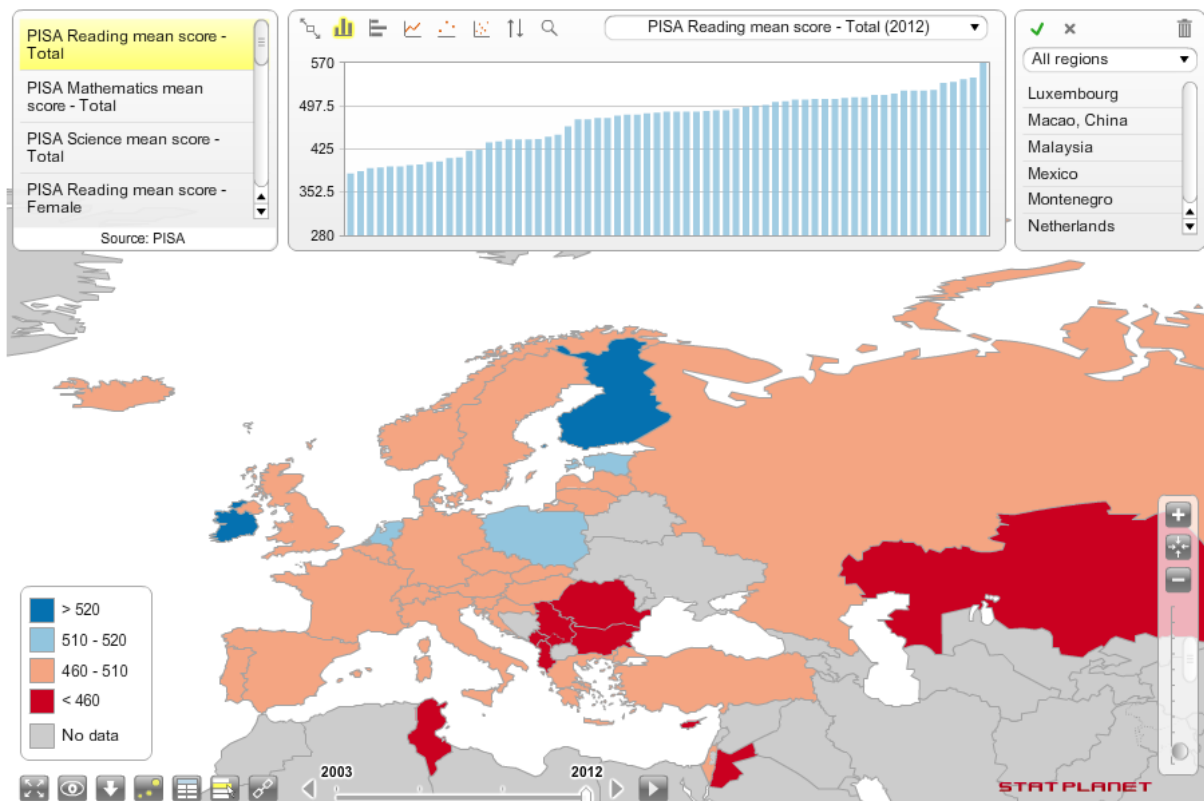 PISA Reading mean score -
Total
PISA Mathematics mean
score - Total
PISA Science mean score -
Total
PISA Reading mean score -
Female
Source: PISA
PISA Reading mean score - Total (2012)
570
497.5
425
352.5
280
All regions
Luxembourg
Macao, China
Malaysia
Mexico
Montenegro
Netherlands
> 520
510 - 520
460 - 510
< 460
No data
2003
2012
STATPLANET